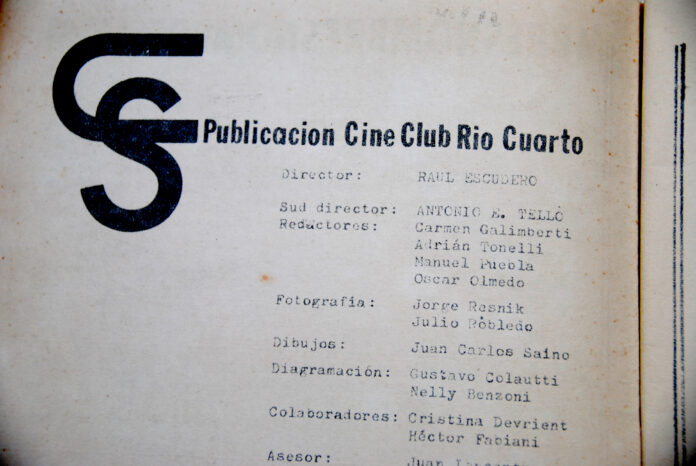 CS
Publicacion Cine Club Rio Cuarto
Director: RAUL ESCUDERO
Sud director: ANTONIO E. TELLO
Redactores: Carmen Galimberti
Adrián Tonelli
Manuel Puebla
Oscar Olmedo
Fotografía: Jorge Resnik
Julio Robledo
Dibujos: Juan Carlos Saino
Diagramación: Gustavo Colautti
Nelly Benzoni
Colaboradores: Cristina Devrient
Héctor Fabiani
Asesor: Juan